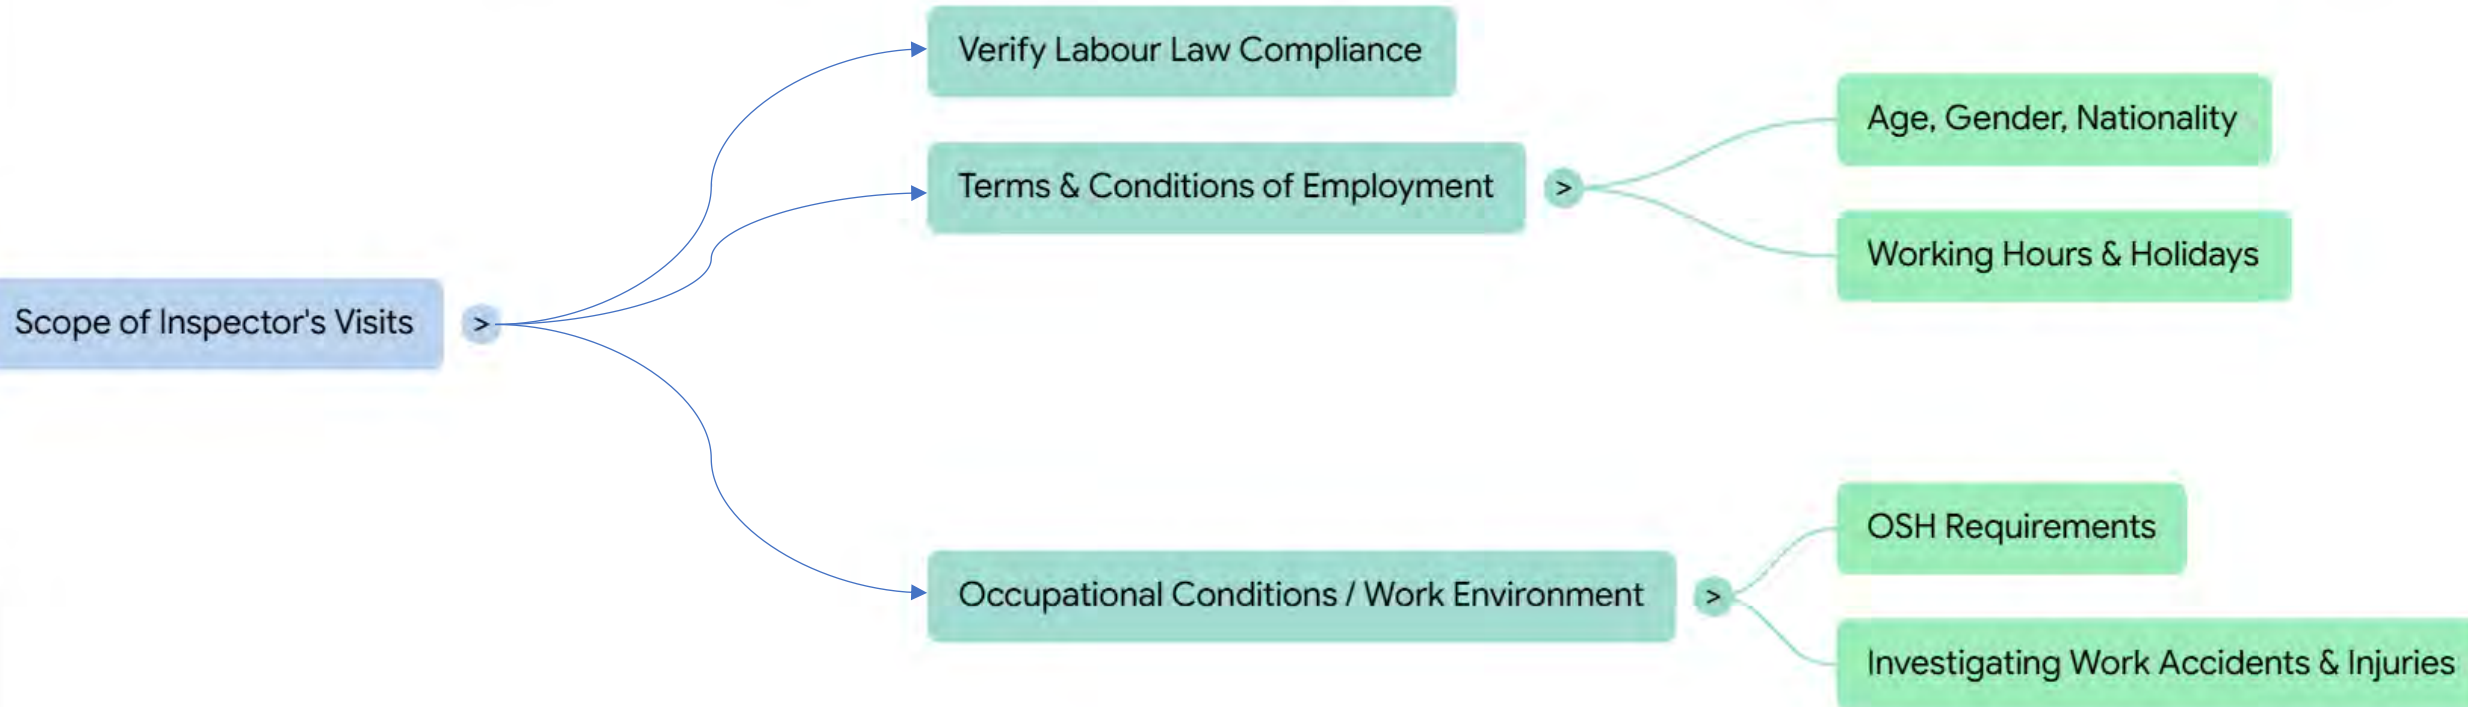 Verify Labour Law Compliance
Age, Gender, Nationality
Terms & Conditions of Employment
>
Working Hours & Holidays
Scope of Inspector's Visits
>
OSH Requirements
Occupational Conditions / Work Environment
>
Investigating Work Accidents & Injuries